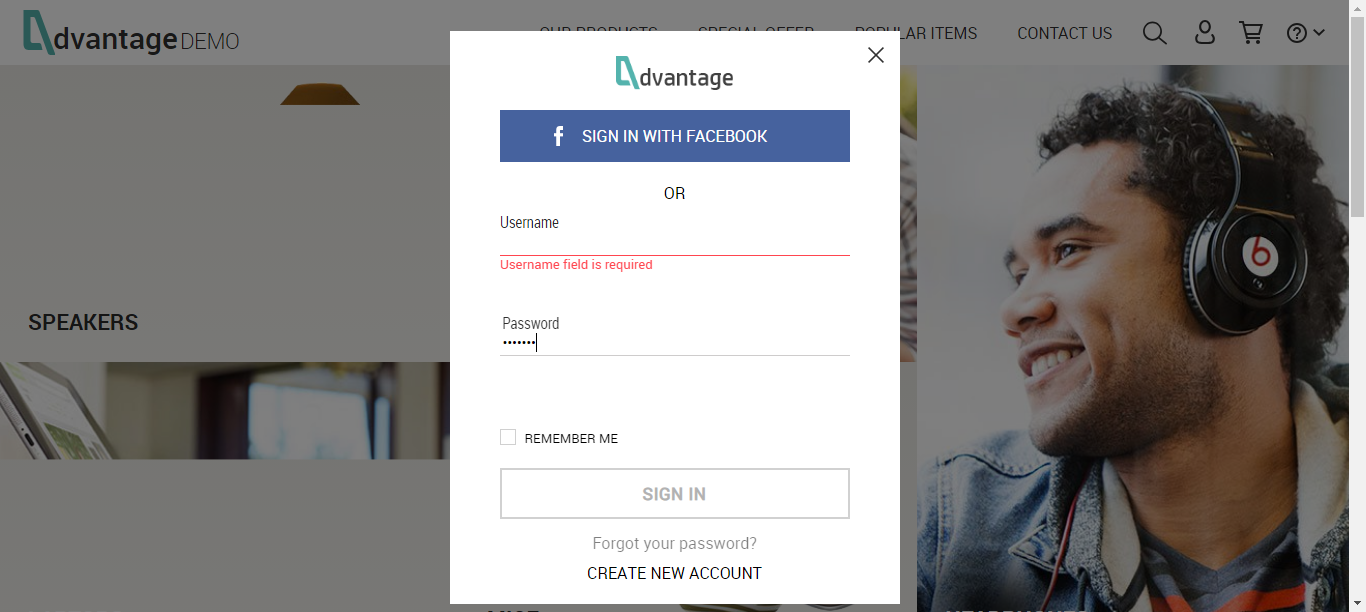 dvantage DEMO
OUR PRODUCTS SPECIAL OFFER POPULAR ITEMS CONTACT US
dvantage
SIGN IN WITH FACEBOOK
OR
Username
Username field is required
SPEAKERS
Password
•••••••
REMEMBER ME
SIGN IN
Forgot your password?
CREATE NEW ACCOUNT